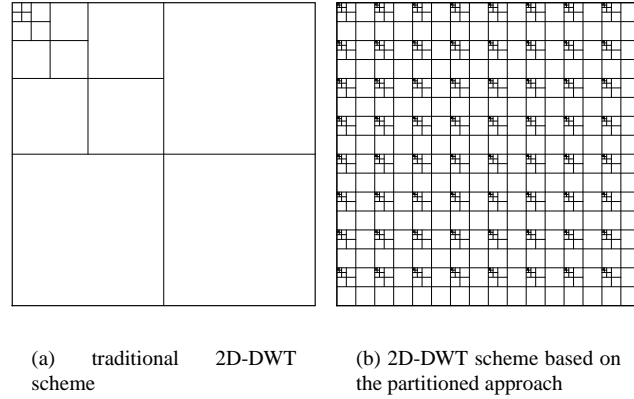 (a) traditional 2D-DWT
scheme
(b) 2D-DWT scheme based on
the partitioned approach